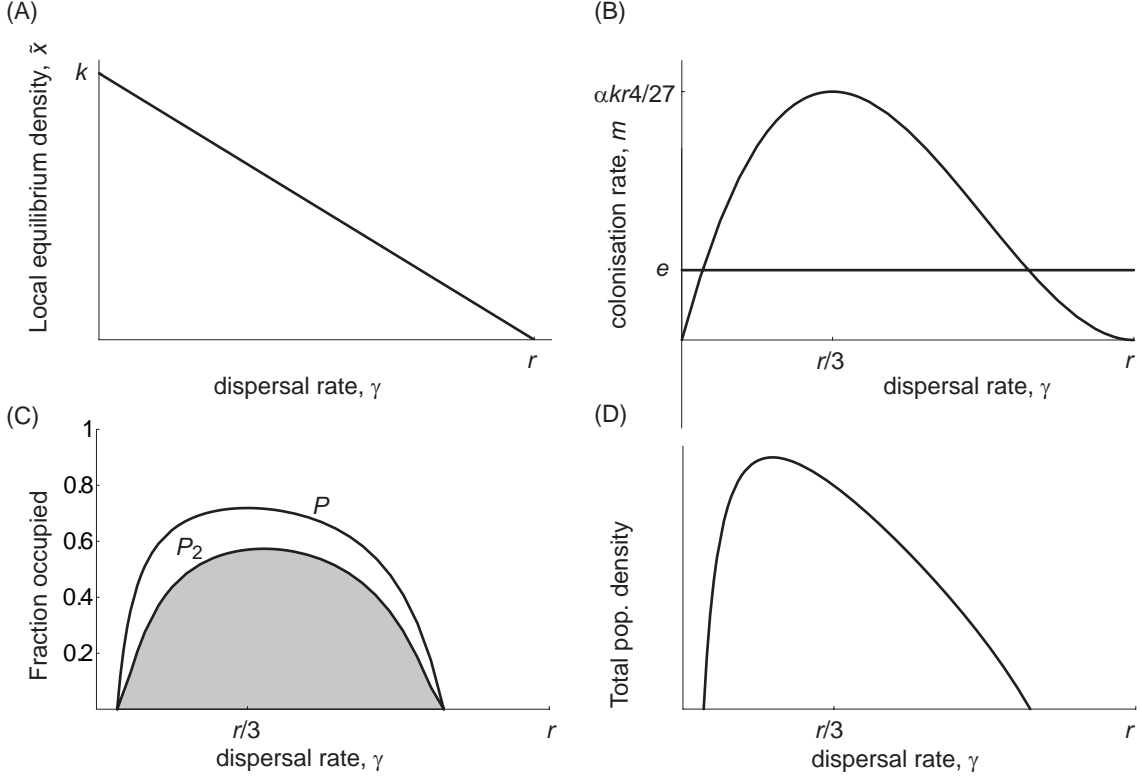 (A)
Local equilibrium density, x̃
k
r
dispersal rate, γ
(B)
colonisation rate, m
αkr4/27
e
r/3
r
dispersal rate, γ
(C)
Fraction occupied
1
0.8
0.6
0.4
0.2
P
P2
r/3
r
dispersal rate, γ
(D)
Total pop. density
r/3
r
dispersal rate, γ